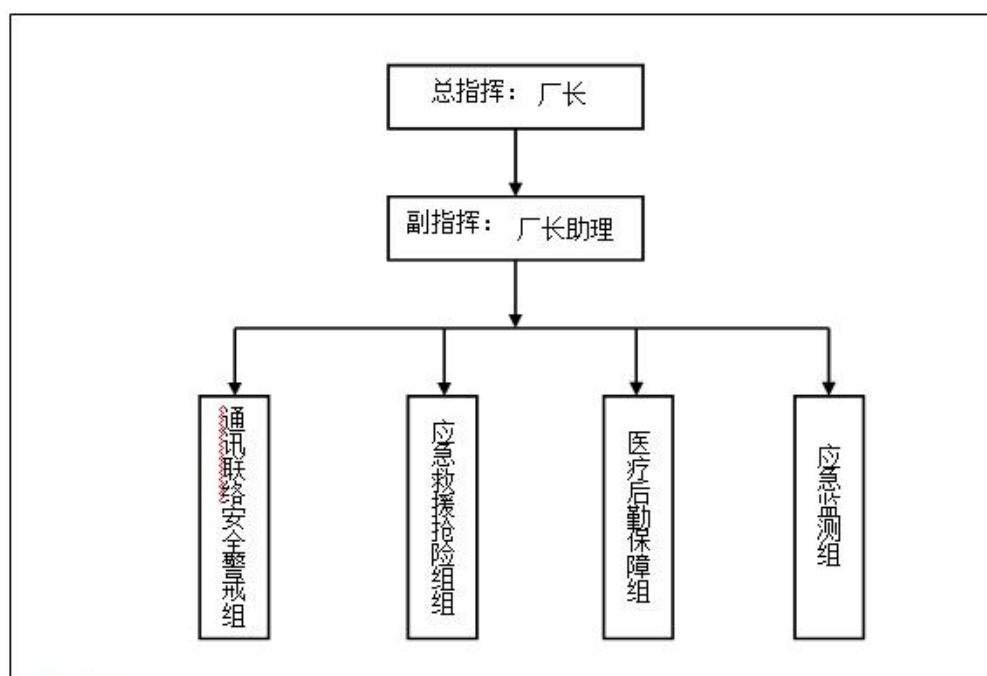 总指挥： 厂长
副指挥： 厂长助理
通讯联络安全警戒组
应急救援抢险组组
医疗后勤保障组
应急监测组